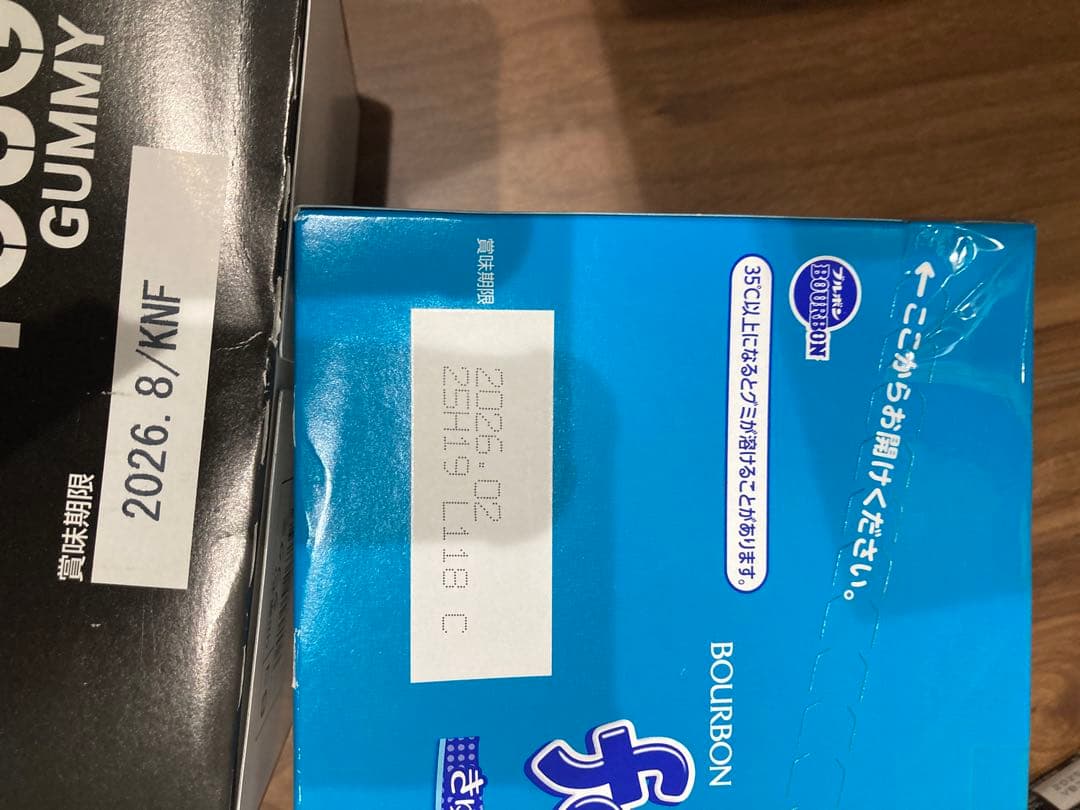 GUMMY
賞味期限
2026.8/KNF
賞味期限
2026.02
25H19 L118 C
ブルボン
BOURBON
35℃以上になるとグミが溶けることがあります。
←ここからお開けください。
BOURBON